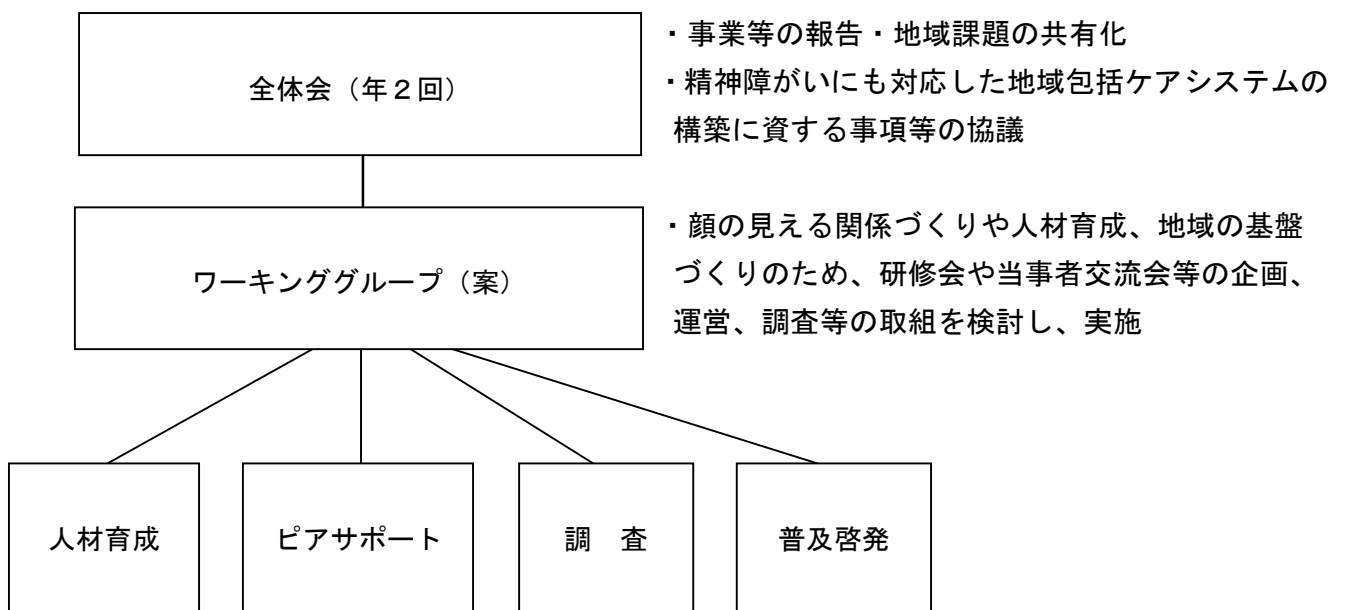 全体会（年２回）
・事業等の報告・地域課題の共有化
・精神障がいにも対応した地域包括ケアシステムの
構築に資する事項等の協議
ワーキンググループ（案）
・顔の見える関係づくりや人材育成、地域の基盤
づくりのため、研修会や当事者交流会等の企画、
運営、調査等の取組を検討し、実施
人材育成
ピアサポート
調　査
普及啓発